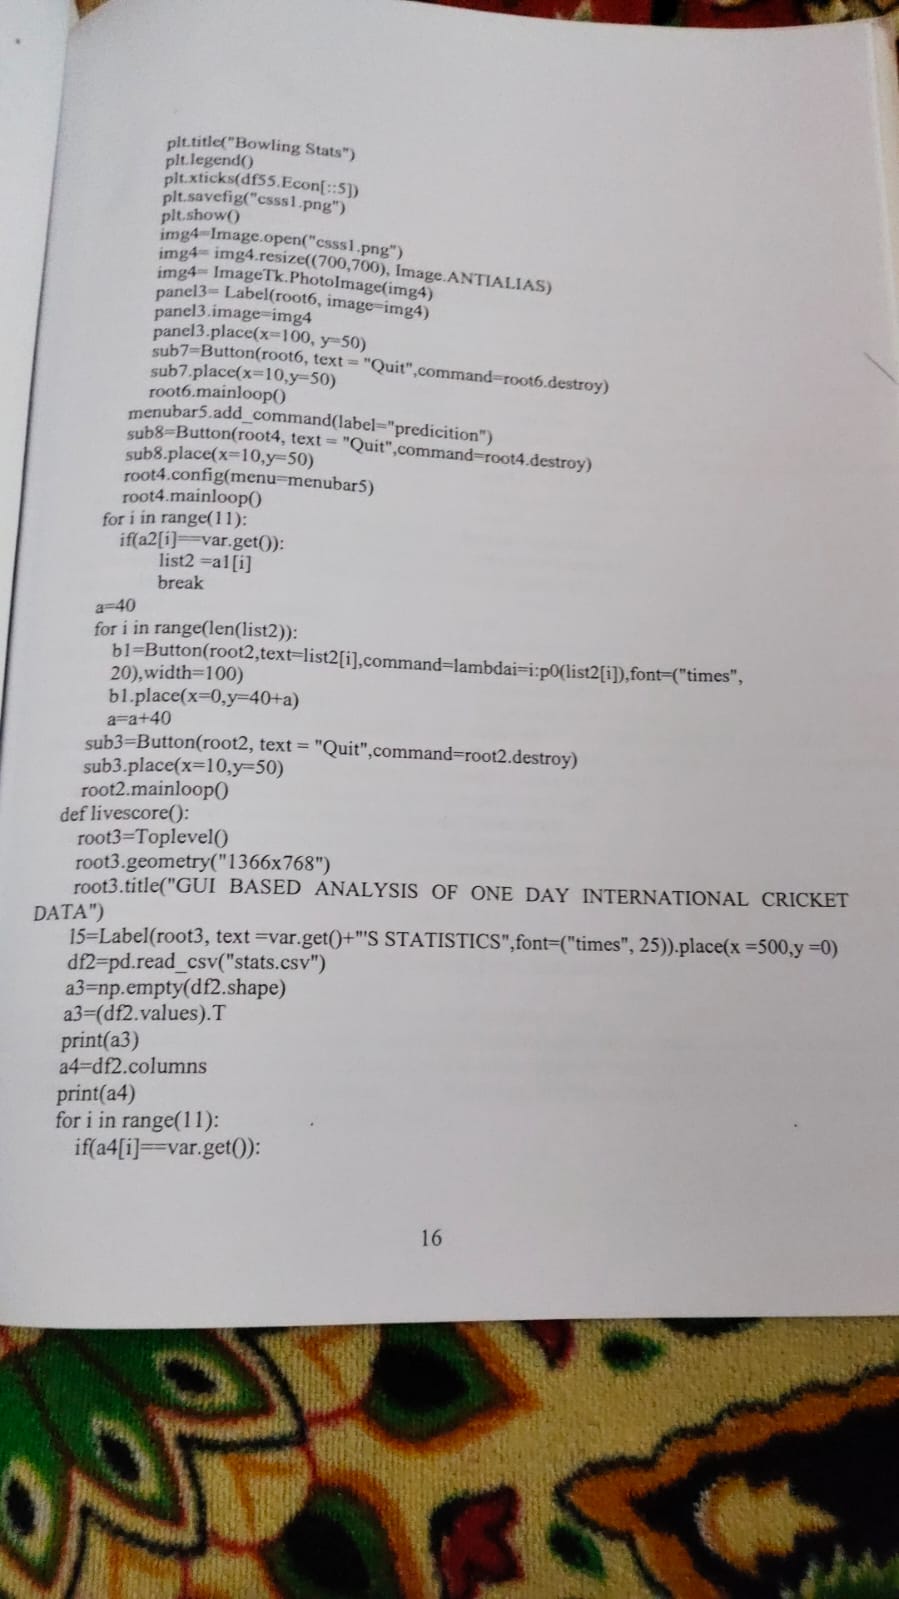 plt.title("Bowling Stats")
plt.legend()
plt.xticks(df55.Econ[::5])
plt.savefig("csss1.png")
plt.show()
img4=Image.open("csss1.png")
img4= img4.resize((700,700), Image.ANTIALIAS)
img4= ImageTk.PhotoImage(img4)
panel3= Label(root6, image=img4)
panel3.image=img4
panel3.place(x=100, y=50)
sub7=Button(root6, text = "Quit",command=root6.destroy)
sub7.place(x=10,y=50)
root6.mainloop()
menubar5.add_command(label="predicition")
sub8=Button(root4, text = "Quit",command=root4.destroy)
sub8.place(x=10,y=50)
root4.config(menu=menubar5)
root4.mainloop()
for i in range(11):
if(a2[i]==var.get()):
list2 =a1[i]
break
a=40
for i in range(len(list2)):
b1=Button(root2,text=list2[i],command=lambdai=i:p0(list2[i]),font=("times",
20),width=100)
b1.place(x=0,y=40+a)
a=a+40
sub3=Button(root2, text = "Quit",command=root2.destroy)
sub3.place(x=10,y=50)
root2.mainloop()
def livescore():
root3=Toplevel()
root3.geometry("1366x768")
root3.title("GUI BASED ANALYSIS OF ONE DAY INTERNATIONAL CRICKET
DATA")
l5=Label(root3, text =var.get()+"'S STATISTICS",font=("times", 25)).place(x =500,y =0)
df2=pd.read_csv("stats.csv")
a3=np.empty(df2.shape)
a3=(df2.values).T
print(a3)
a4=df2.columns
print(a4)
for i in range(11):
if(a4[i]==var.get()):
16